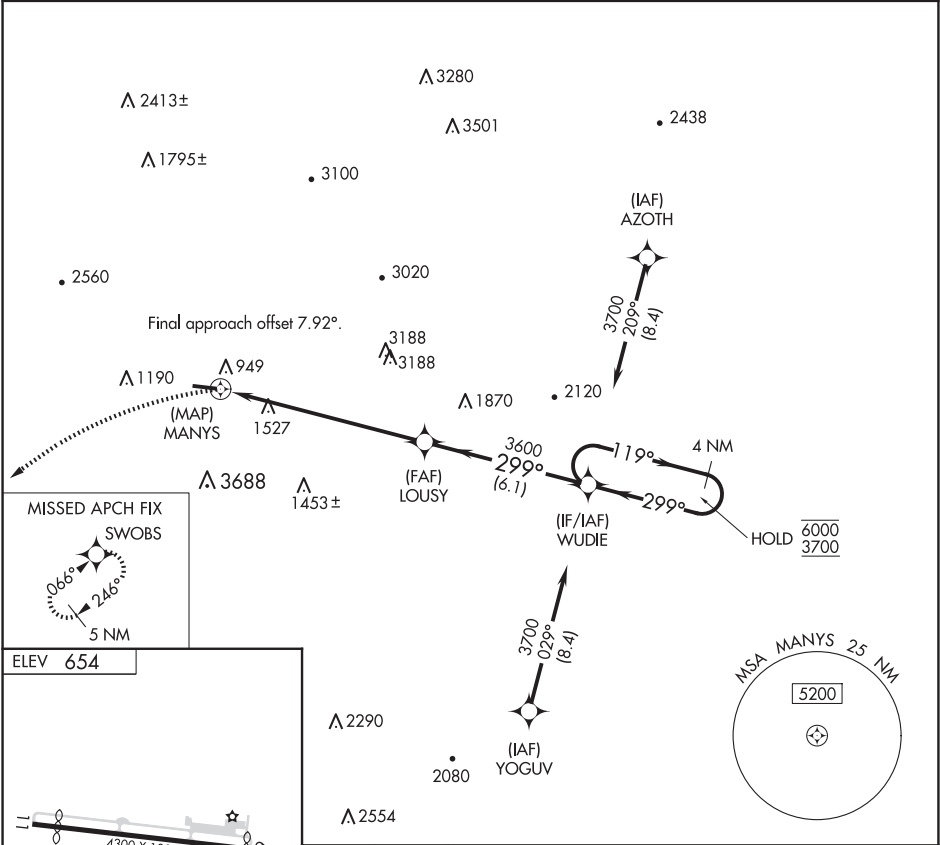 3280
2413±
3501
2438
1795±
3100
(IAF)
AZOTH
2560
3020
3700
209°
(8.4)
Final approach offset 7.92°.
3188
3188
949
1190
2120
1870
(MAP)
MANYS
1527
3600
299°
(6.1)
119°
4 NM
299°
(FAF)
LOUSY
3688
1453±
(IF/IAF)
WUDIE
HOLD
6000
3700
MISSED APCH FIX
SWOBS
066°
246°
5 NM
3700
029°
(8.4)
ELEV 654
MSA MANYS 25 NM
5200
2290
(IAF)
YOGUV
2080
2554